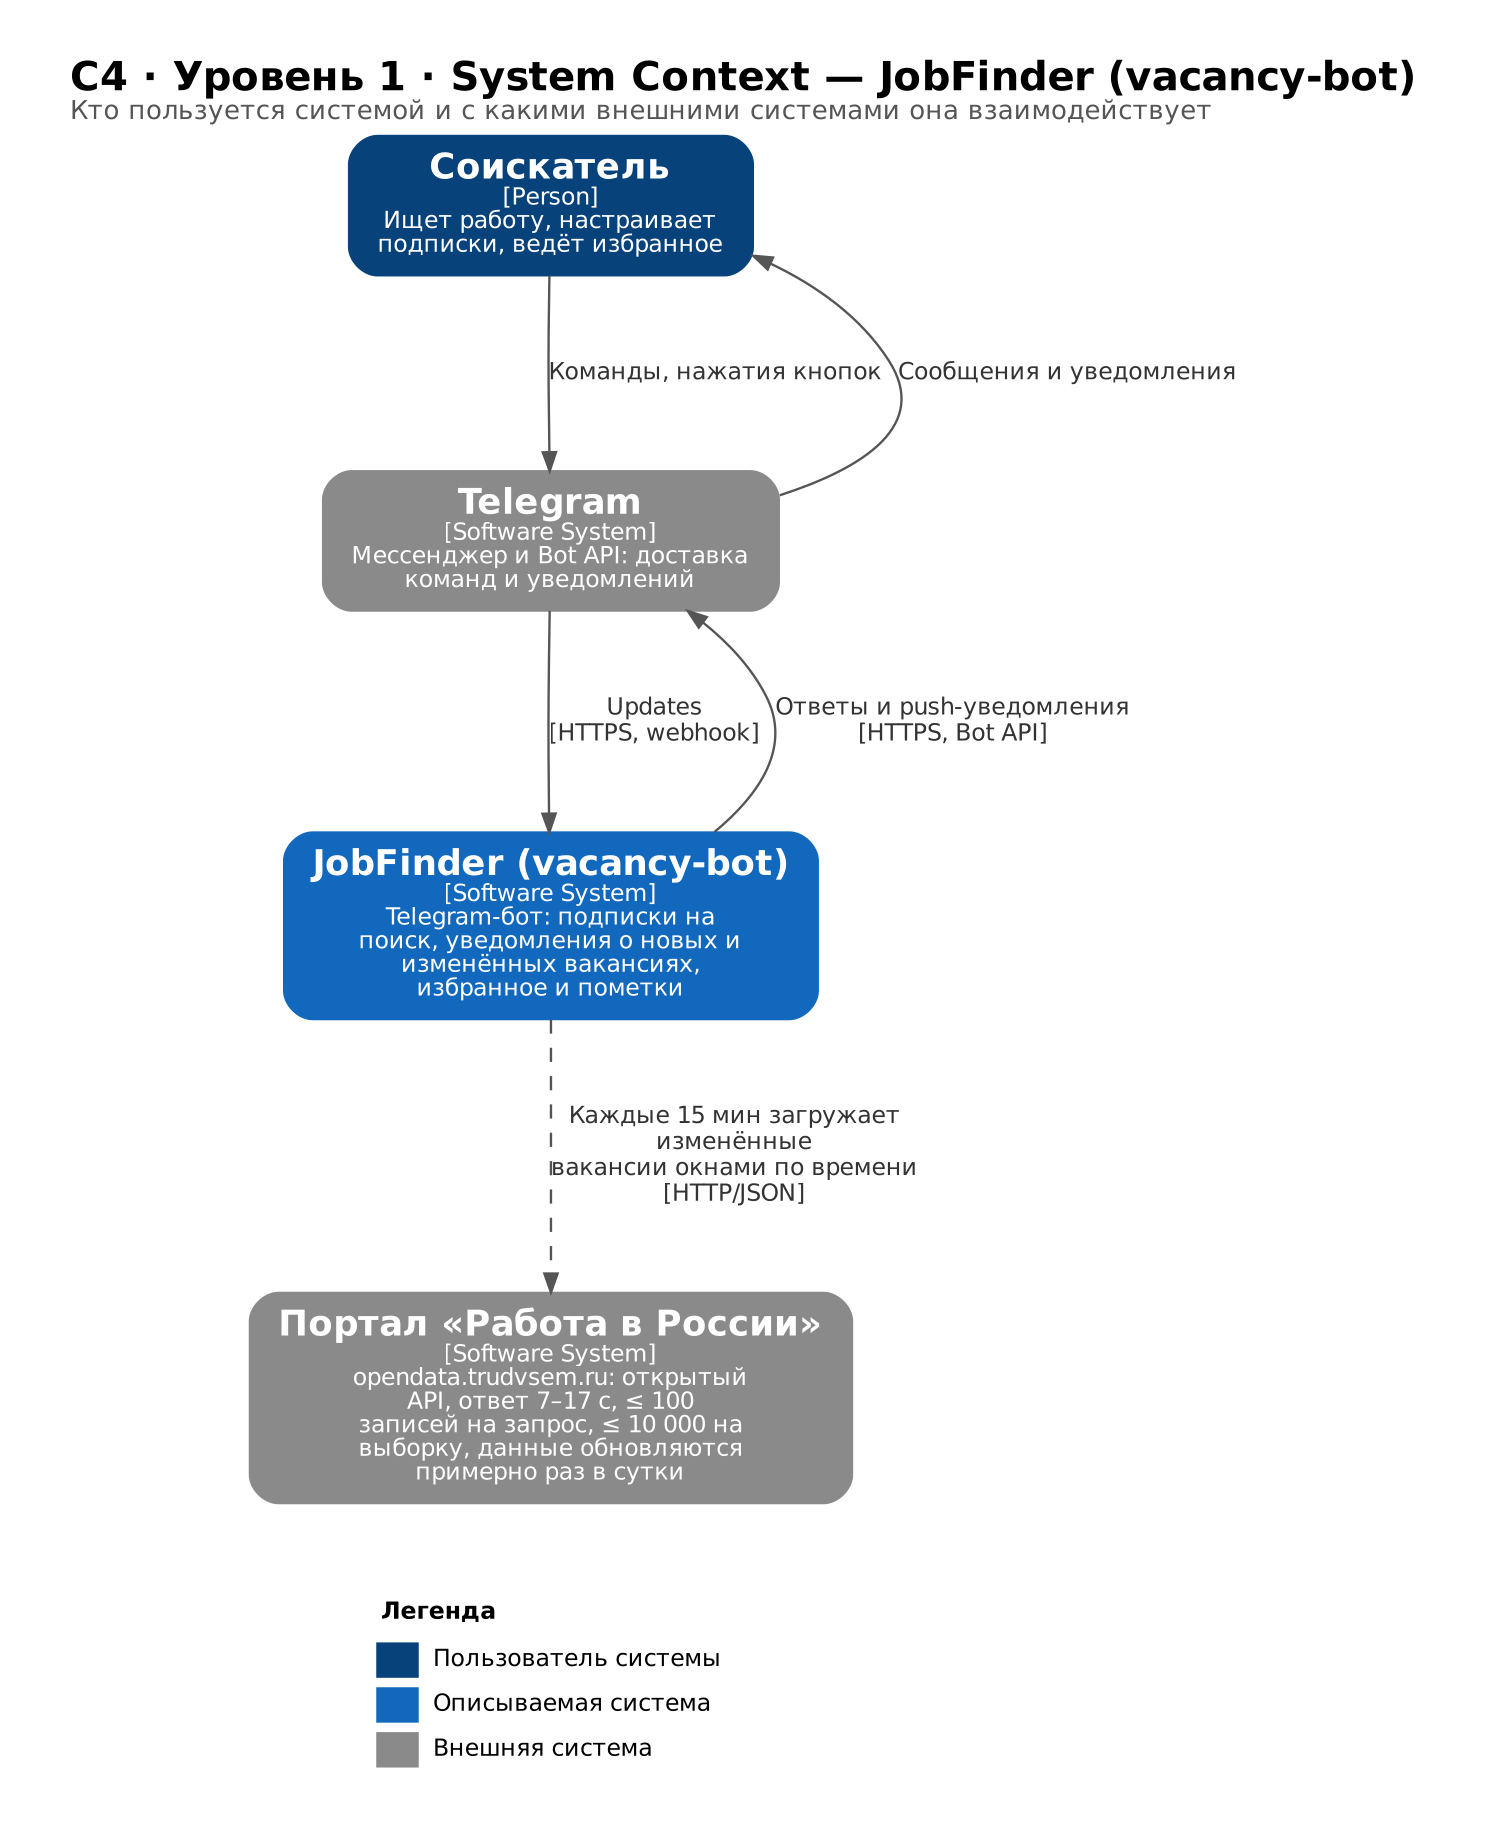 C4 · Уровень 1 · System Context — JobFinder (vacancy-bot)
Кто пользуется системой и с какими внешними системами она взаимодействует
Соискатель
[Person]
Ищет работу, настраивает
подписки, ведёт избранное
Команды, нажатия кнопок
Сообщения и уведомления
Telegram
[Software System]
Мессенджер и Bot API: доставка
команд и уведомлений
Updates
[HTTPS, webhook]
Ответы и push-уведомления
[HTTPS, Bot API]
JobFinder (vacancy-bot)
[Software System]
Telegram-бот: подписки на
поиск, уведомления о новых и
изменённых вакансиях,
избранное и пометки
Каждые 15 мин загружает
изменённые
вакансии окнами по времени
[HTTP/JSON]
Портал «Работа в России»
[Software System]
opendata.trudvsem.ru: открытый
API, ответ 7–17 с, ≤ 100
записей на запрос, ≤ 10 000 на
выборку, данные обновляются
примерно раз в сутки
Легенда
Пользователь системы
Описываемая система
Внешняя система